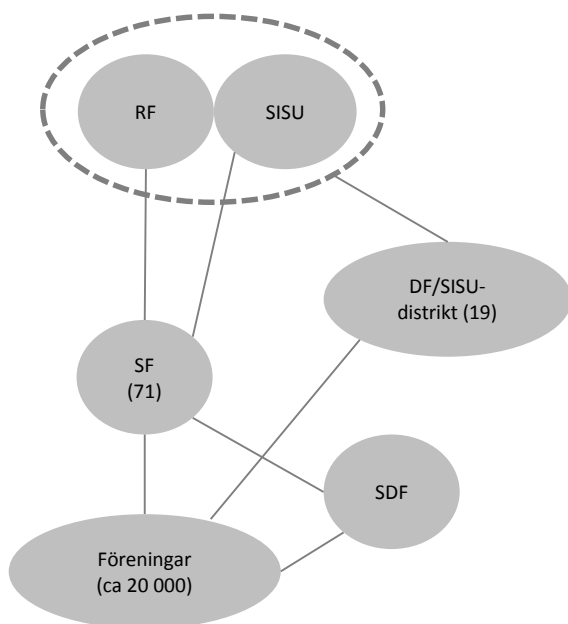 RF
SISU
DF/SISU-
distrikt (19)
SF
(71)
SDF
Föreningar
(ca 20 000)